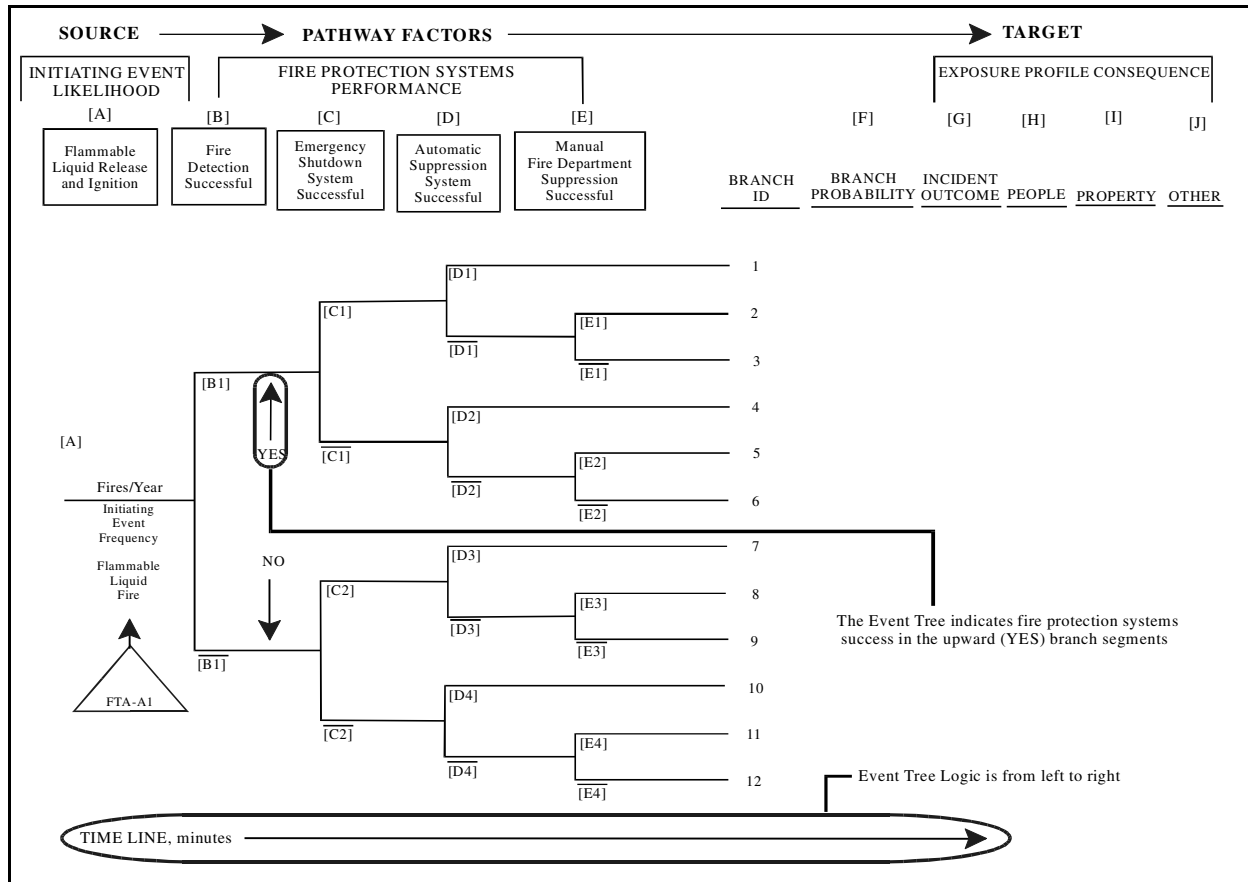 SOURCE
PATHWAY FACTORS
TARGET
INITIATING EVENT
LIKELIHOOD
FIRE PROTECTION SYSTEMS
PERFORMANCE
EXPOSURE PROFILE CONSEQUENCE
[A]
[B]
[C]
[D]
[E]
[F]
[G]
[H]
[I]
[J]
Flammable
Liquid Release
and Ignition
Fire
Detection
Successful
Emergency
Shutdown
System
Successful
Automatic
Suppression
System
Successful
Manual
Fire Department
Suppression
Successful
BRANCH
ID
BRANCH
PROBABILITY
INCIDENT
OUTCOME
PEOPLE
PROPERTY
OTHER
[D1]
1
[C1]
[E1]
2
[D1]
[E1]
3
[B1]
[D2]
4
[A]
YES
[C1]
[E2]
5
[D2]
[E2]
6
Fires/Year
Initiating
Event
Frequency
Flammable
Liquid
Fire
NO
[D3]
7
[C2]
[E3]
8
[D3]
[E3]
9
[B1]
The Event Tree indicates fire protection systems
success in the upward (YES) branch segments
FTA-A1
[D4]
10
[C2]
[E4]
11
[D4]
[E4]
12
Event Tree Logic is from left to right
TIME LINE, minutes